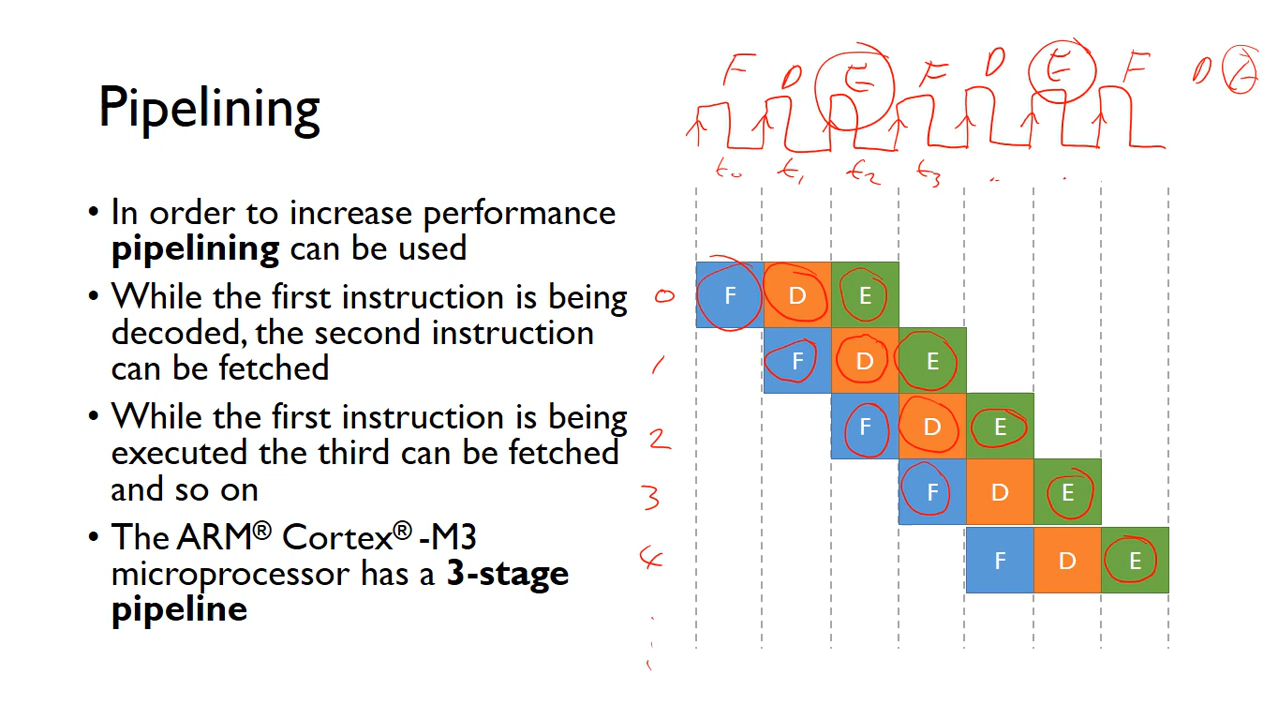 F D E F D E F D E
Pipelining
t0 t1 t2 t3 .. .
• In order to increase performance
pipelining can be used
• While the first instruction is being
decoded, the second instruction
can be fetched
• While the first instruction is being
executed the third can be fetched
and so on
• The ARM® Cortex® -M3
microprocessor has a 3-stage
pipeline
0 F D E
1 F D E
2 F D E
3 F D E
4 F D E